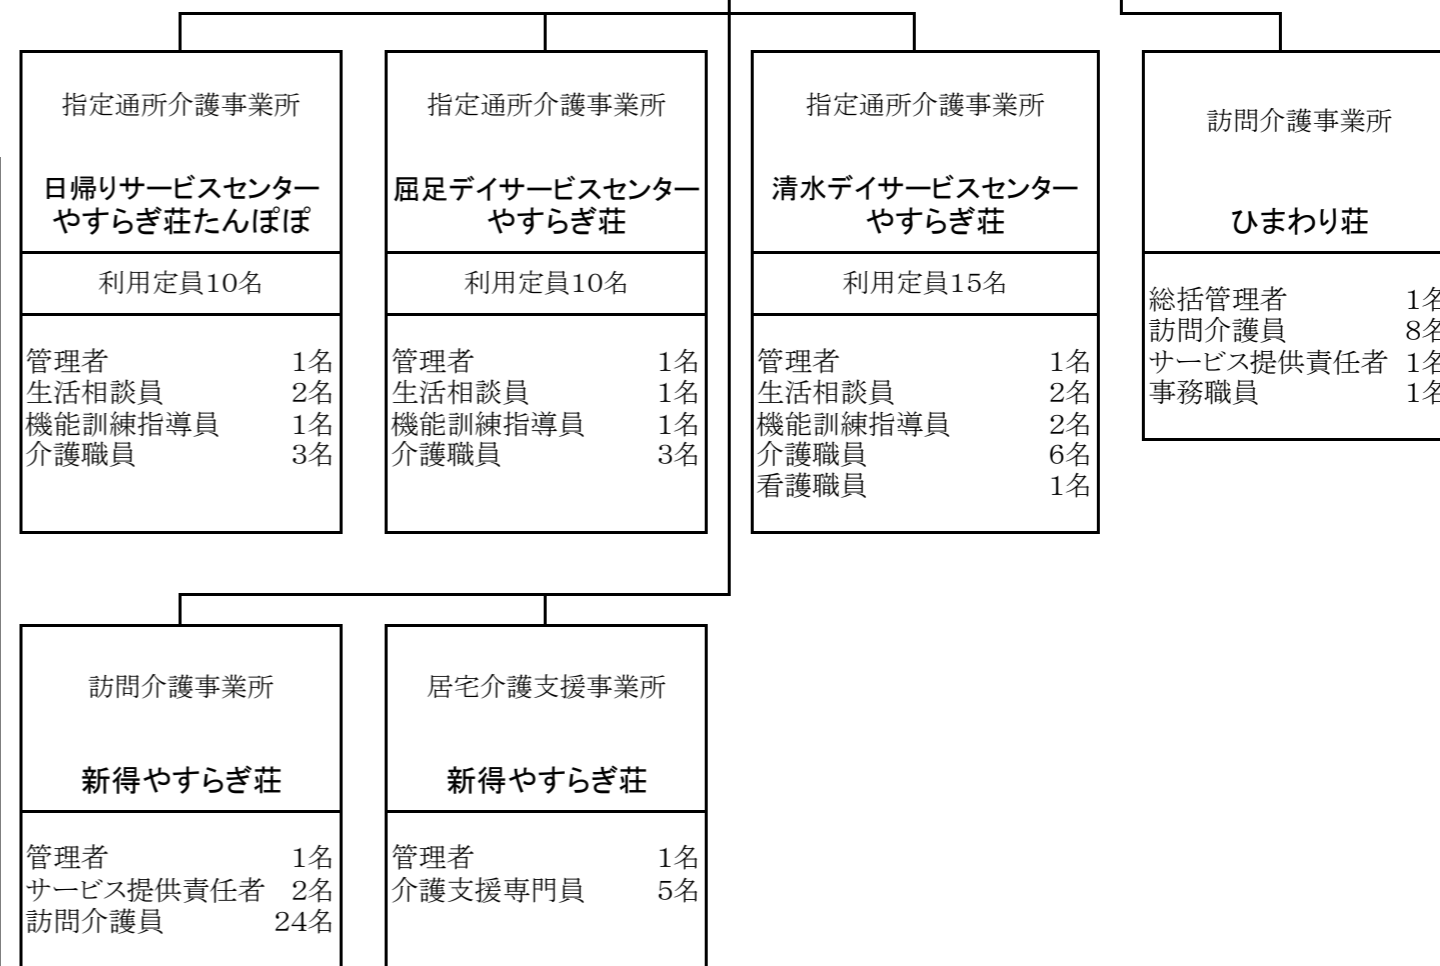 指定通所介護事業所
日帰りサービスセンター
やすらぎ荘たんぽぽ
利用定員10名
管理者 1名
生活相談員 2名
機能訓練指導員 1名
介護職員 3名
指定通所介護事業所
屈足デイサービスセンター
やすらぎ荘
利用定員10名
管理者 1名
生活相談員 1名
機能訓練指導員 1名
介護職員 3名
指定通所介護事業所
清水デイサービスセンター
やすらぎ荘
利用定員15名
管理者 1名
生活相談員 2名
機能訓練指導員 2名
介護職員 6名
看護職員 1名
訪問介護事業所
ひまわり荘
総括管理者 1名
訪問介護員 8名
サービス提供責任者 1名
事務職員 1名
訪問介護事業所
新得やすらぎ荘
管理者 1名
サービス提供責任者 2名
訪問介護員 24名
居宅介護支援事業所
新得やすらぎ荘
管理者 1名
介護支援専門員 5名